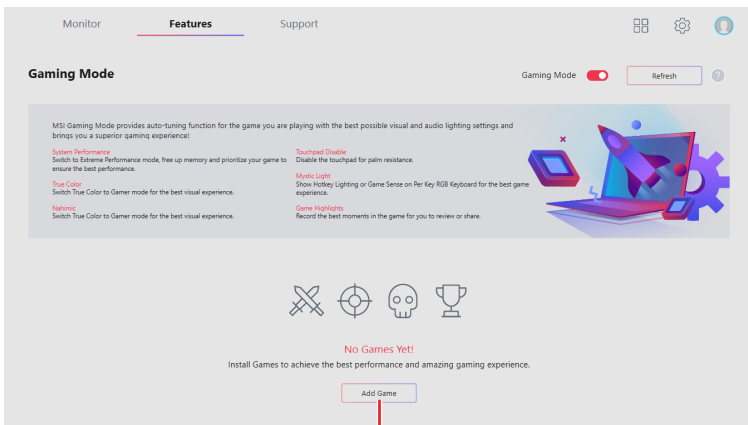 Monitor Features Support
Gaming Mode
Gaming Mode Refresh ?
MSI Gaming Mode provides auto-tuning function for the game you are playing with the best possible visual and audio lighting settings and
brings you a superior gaming experience!
System Performance
Switch to Extreme Performance mode, free up memory and prioritize your game to
ensure the best performance.
True Color
Switch True Color to Gamer mode for the best visual experience.
Nahimic
Switch True Color to Gamer mode for the best visual experience.
Touchpad Disable
Disable the touchpad for palm resistance.
Mystic Light
Show Hotkey Lighting or Game Sense on Per Key RGB Keyboard for the best game
experience.
Game Highlights
Record the best moments in the game for you to review or share.
No Games Yet!
Install Games to achieve the best performance and amazing gaming experience.
Add Game